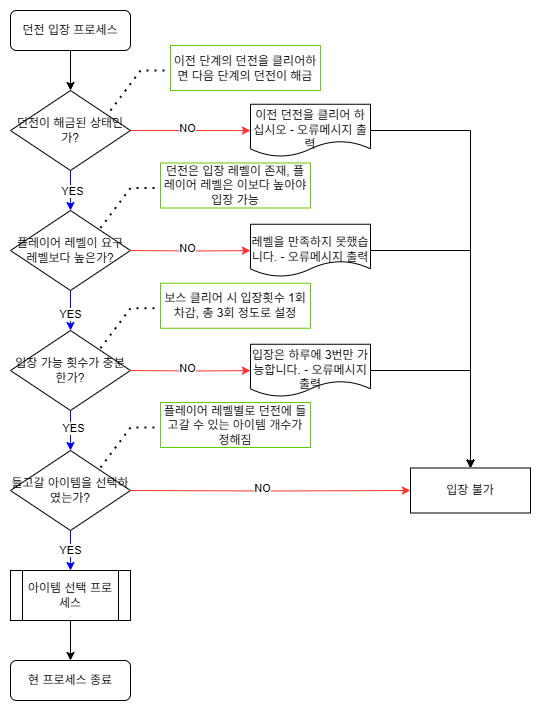 던전 입장 프로세스
이전 단계의 던전을 클리어하
면 다음 단계의 던전이 해금
던전이 해금된 상태인
가?
NO
이전 던전을 클리어 하
십시오 - 오류메시지 출
력
YES
던전은 입장 레벨이 존재, 플
레이어 레벨은 이보다 높아야
입장 가능
플레이어 레벨이 요구
레벨보다 높은가?
NO
레벨을 만족하지 못했습
니다. - 오류메시지 출력
YES
보스 클리어 시 입장횟수 1회
차감, 총 3회 정도로 설정
입장 가능 횟수가 충분
한가?
NO
입장은 하루에 3번만 가
능합니다. - 오류메시지
출력
YES
플레이어 레벨별로 던전에 들
고갈 수 있는 아이템 개수가
정해짐
들고갈 아이템을 선택하
였는가?
NO
입장 불가
YES
아이템 선택 프로
세스
현 프로세스 종료